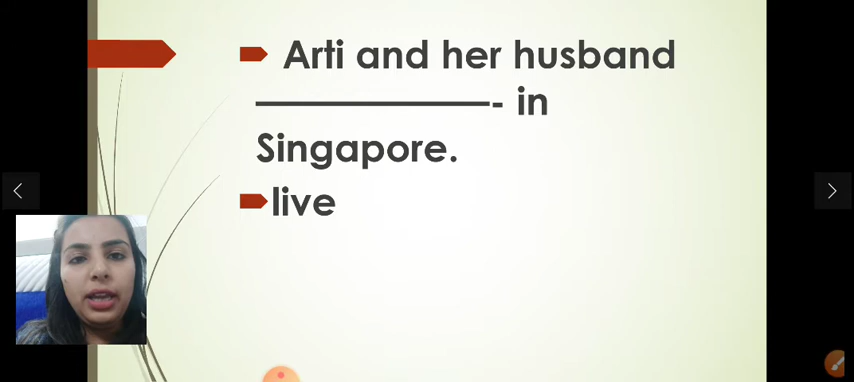 Arti and her husband
——————- in
Singapore.
live